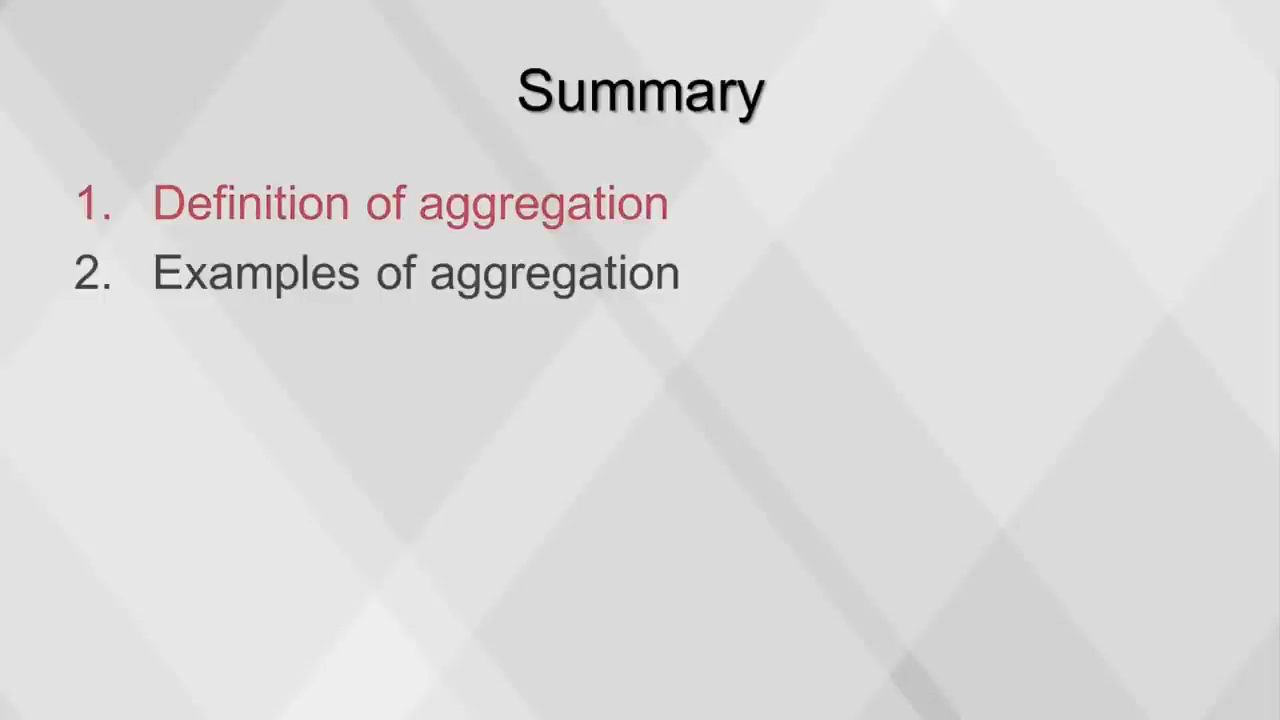 Summary
1. Definition of aggregation
2. Examples of aggregation